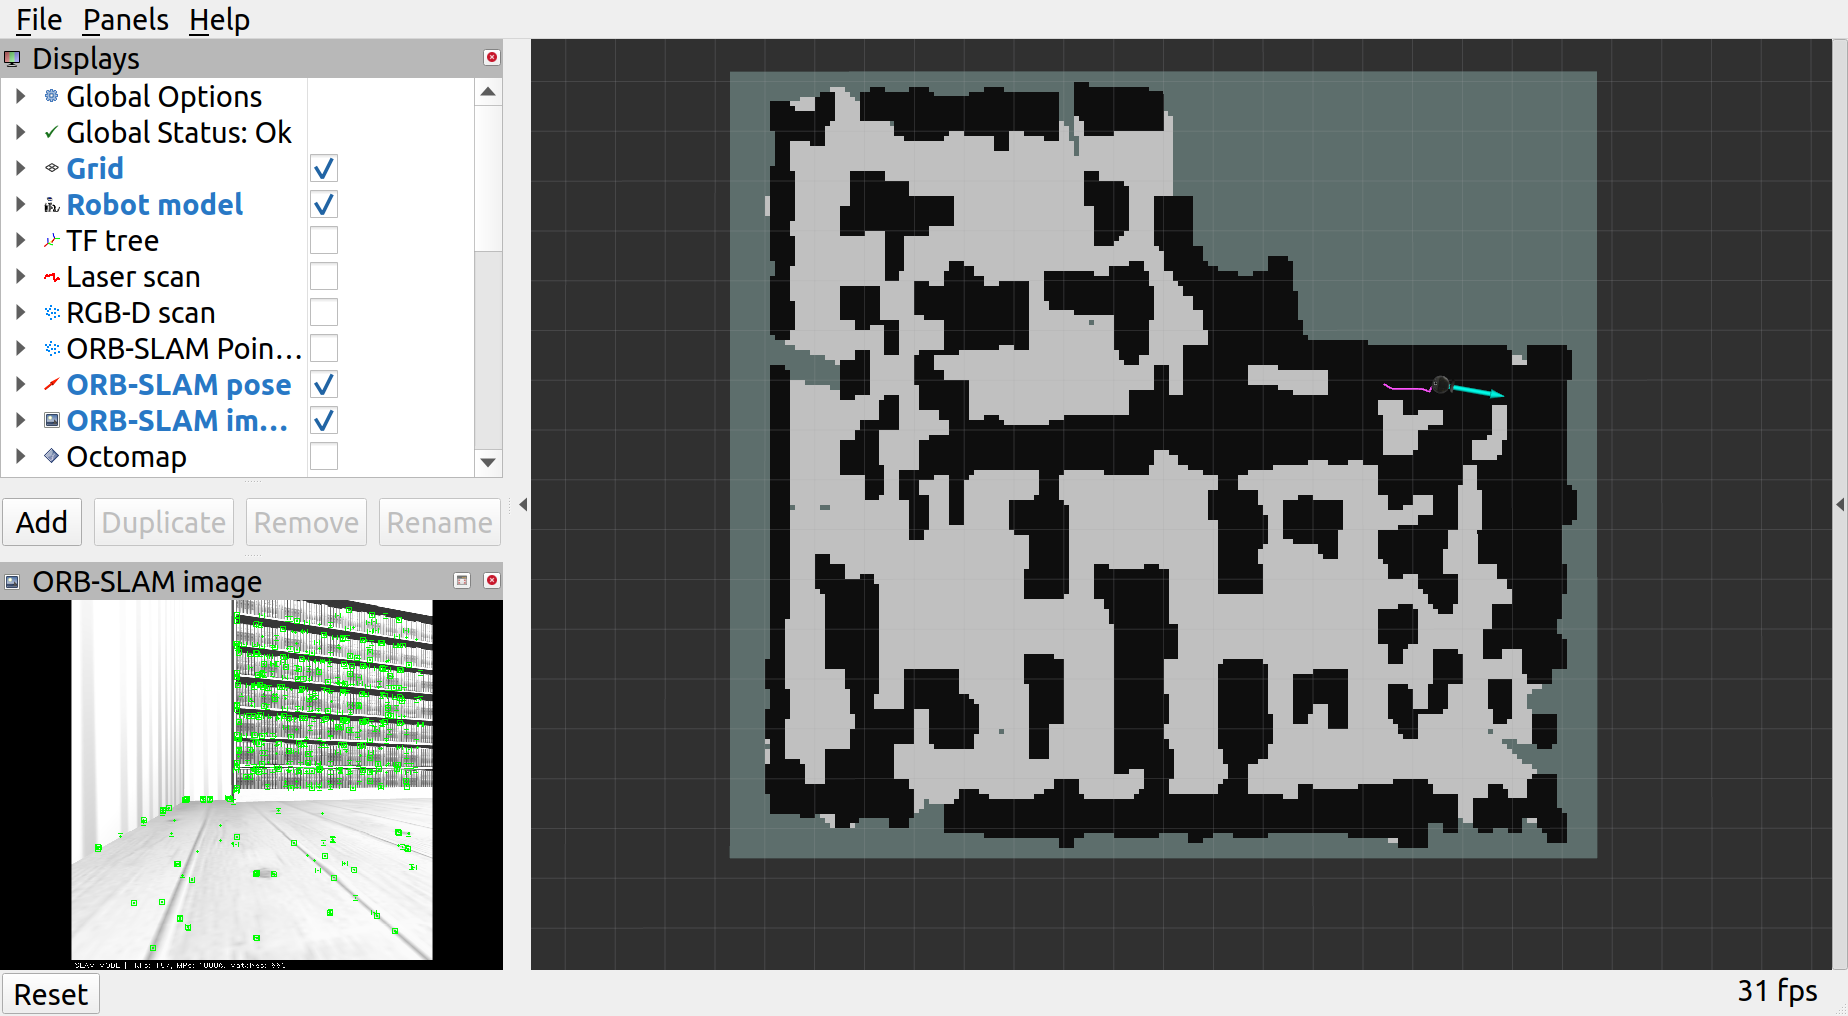 File Panels Help
Displays
Global Options
Global Status: Ok
Grid
Robot model
TF tree
Laser scan
RGB-D scan
ORB-SLAM Poin...
ORB-SLAM pose
ORB-SLAM im...
Octomap
Add Duplicate Remove Rename
ORB-SLAM image
Reset
31 fps